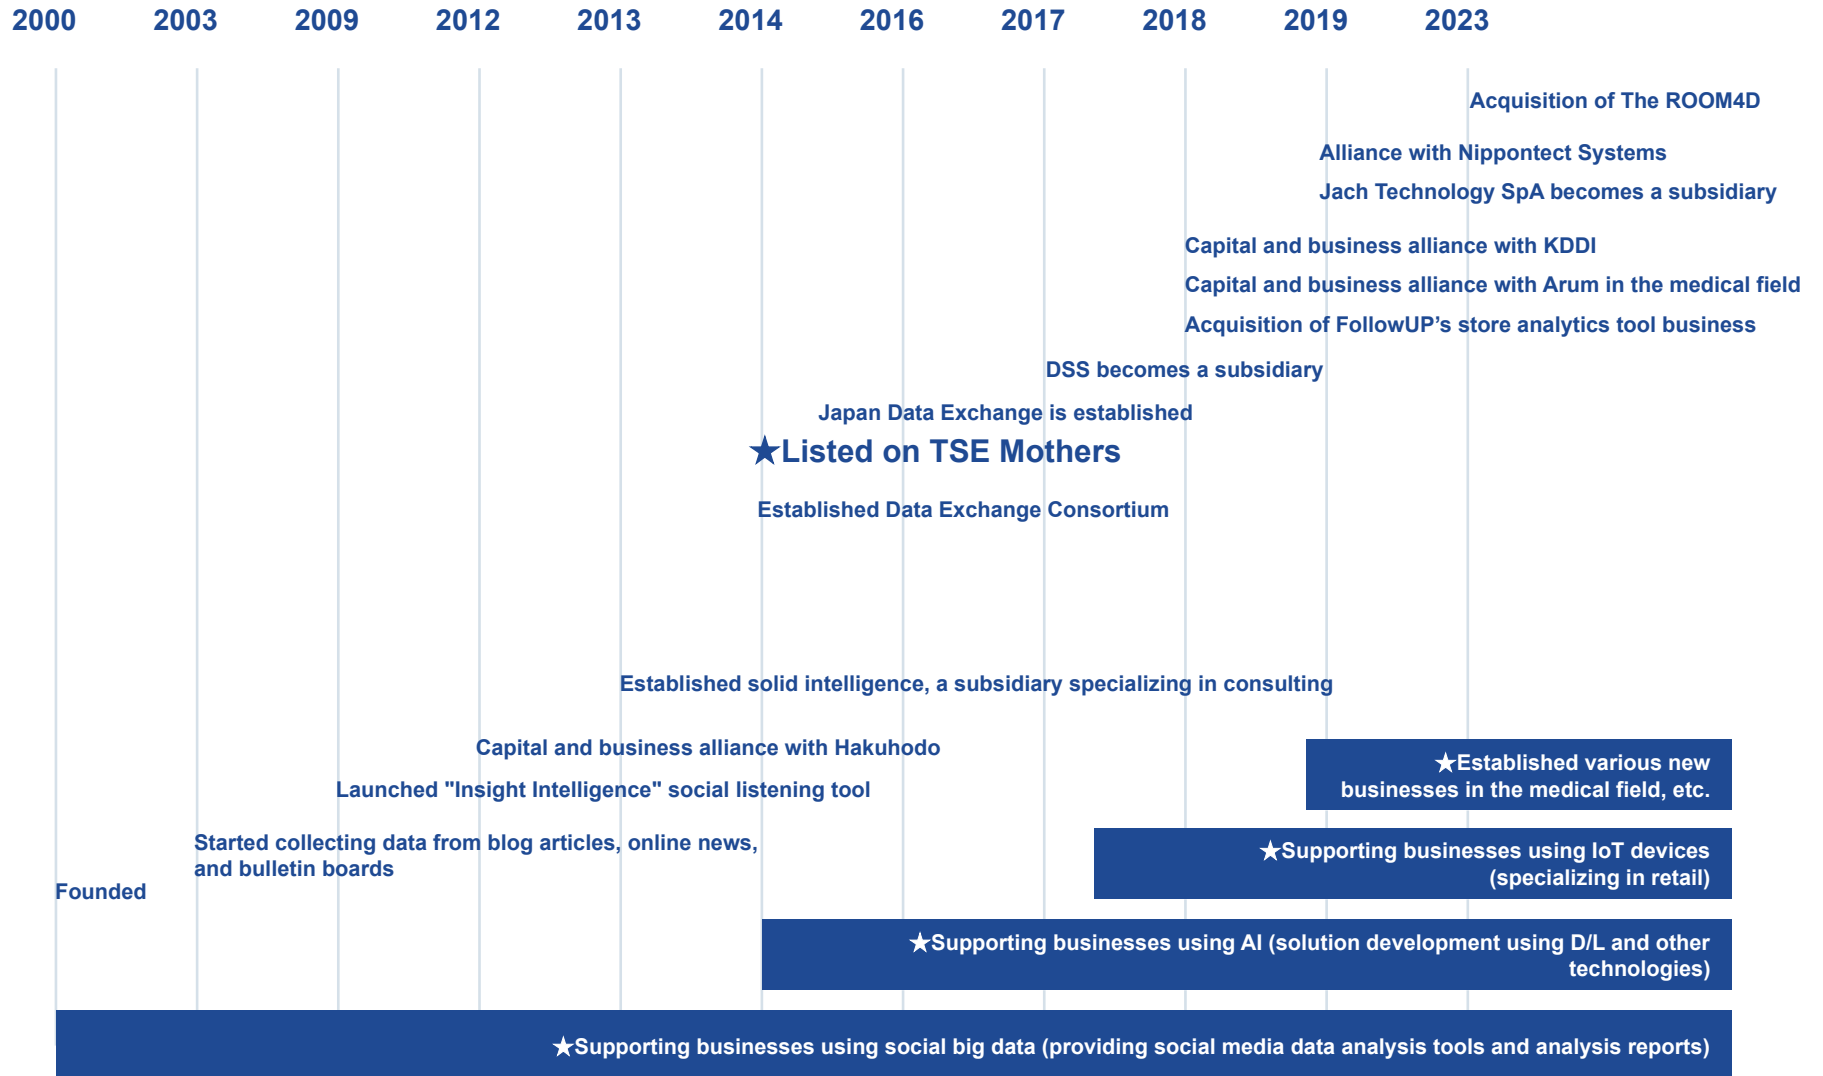 2000 2003 2009 2012 2013 2014 2016 2017 2018 2019 2023
Acquisition of The ROOM4D
Alliance with Nippontect Systems
Jach Technology SpA becomes a subsidiary
Capital and business alliance with KDDI
Capital and business alliance with Arum in the medical field
Acquisition of FollowUP’s store analytics tool business
DSS becomes a subsidiary
Japan Data Exchange is established
★Listed on TSE Mothers
Established Data Exchange Consortium
Established solid intelligence, a subsidiary specializing in consulting
Capital and business alliance with Hakuhodo
Launched "Insight Intelligence" social listening tool
Started collecting data from blog articles, online news,
and bulletin boards
Founded
★Established various new
businesses in the medical field, etc.
★Supporting businesses using IoT devices
(specializing in retail)
★Supporting businesses using AI (solution development using D/L and other
technologies)
★Supporting businesses using social big data (providing social media data analysis tools and analysis reports)